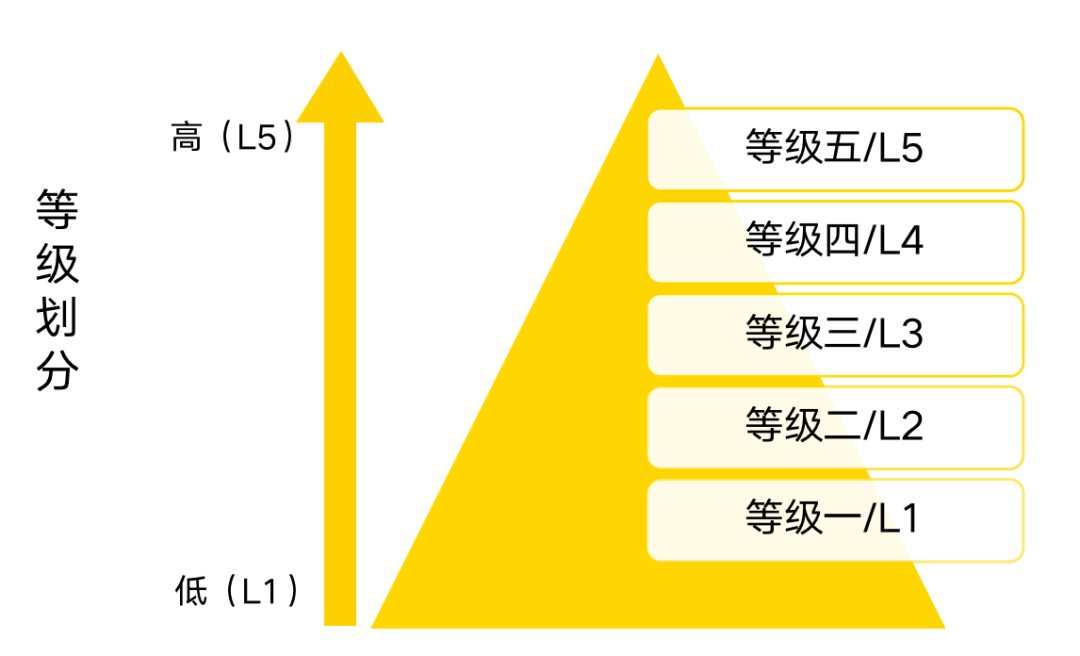 等级划分
高（L5）
低（L1）
等级五/L5
等级四/L4
等级三/L3
等级二/L2
等级一/L1